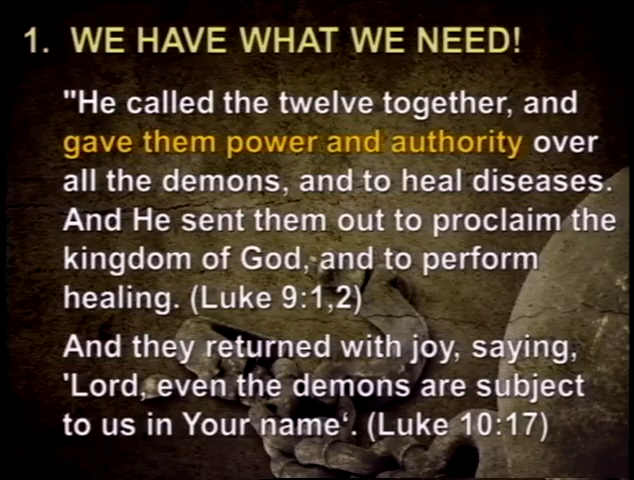 1. WE HAVE WHAT WE NEED!
"He called the twelve together, and
gave them power and authority over
all the demons, and to heal diseases.
And He sent them out to proclaim the
kingdom of God, and to perform
healing. (Luke 9:1,2)
And they returned with joy, saying,
'Lord, even the demons are subject
to us in Your name‘. (Luke 10:17)